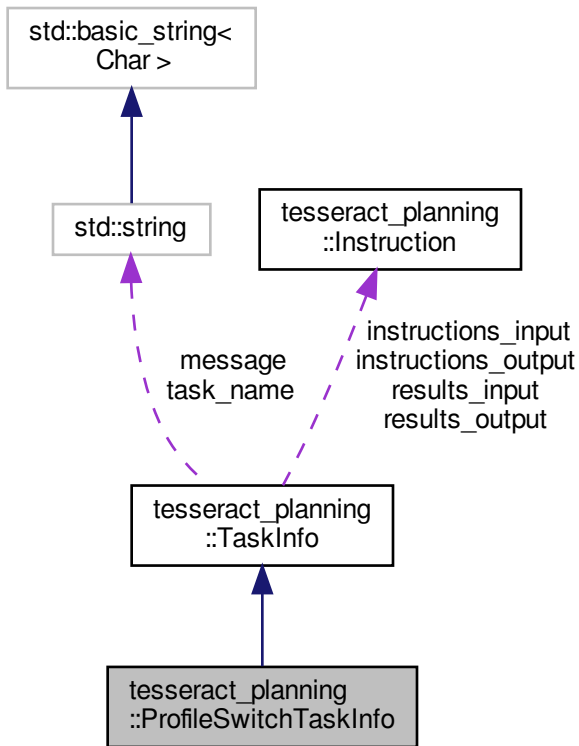 std::basic_string<
Char >
std::string
tesseract_planning
::Instruction
message
task_name
instructions_input
instructions_output
results_input
results_output
tesseract_planning
::TaskInfo
tesseract_planning
::ProfileSwitchTaskInfo